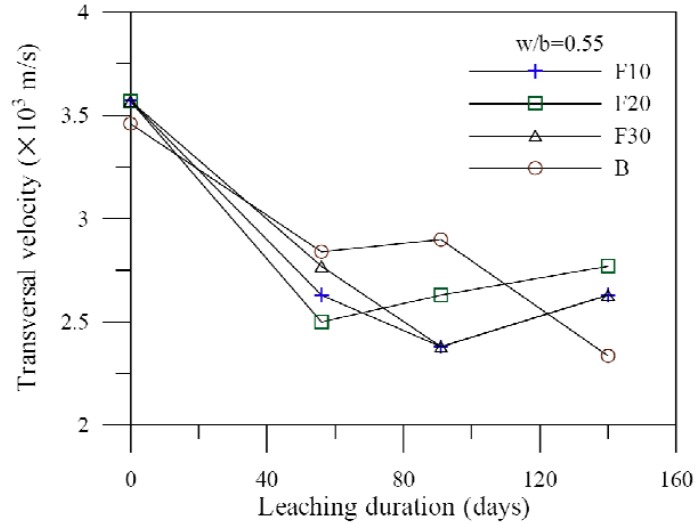 4
3.5
3
2.5
2
Transversal velocity (×10³ m/s)
w/b=0.55
F10
F20
F30
B
0
40
80
120
160
Leaching duration (days)